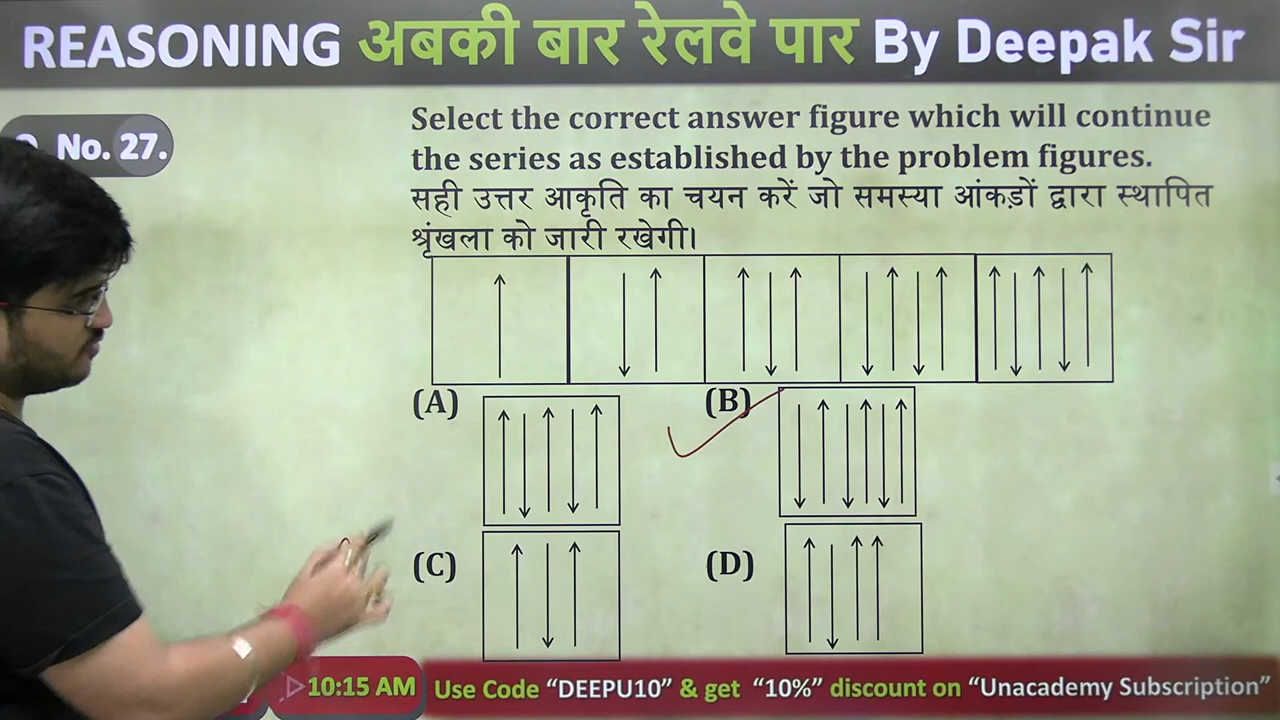 REASONING अबकी बार रेलवे पार By Deepak Sir
No. 27.
Select the correct answer figure which will continue
the series as established by the problem figures.
सही उत्तर आकृति का चयन करें जो समस्या आंकड़ों द्वारा स्थापित
श्रृंखला को जारी रखेगी।
(A)
(B)
(C)
(D)
10:15 AM
Use Code “DEEPU10” & get “10%” discount on “Unacademy Subscription”